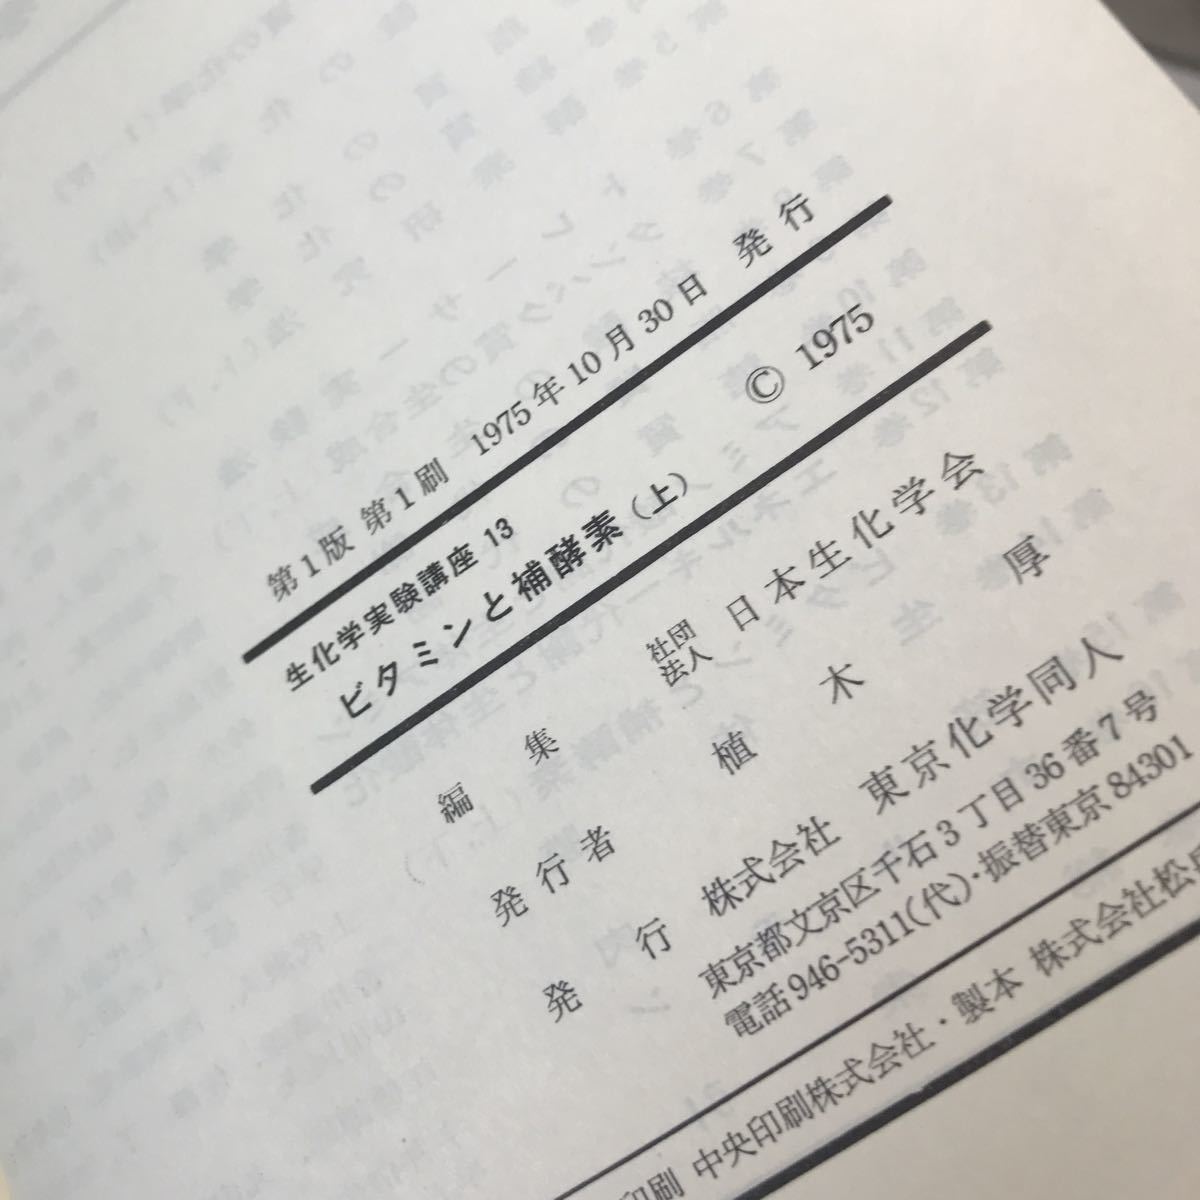 第1版 第1刷 1975年10月30日 発行
生化学実験講座 13
ビタミンと補酵素(上)
© 1975
編集 社団法人 日本生化学会
発行者 植木厚
発行 株式会社 東京化学同人
東京都文京区千石3丁目36番7号
電話946-5311(代)・振替東京84301
印刷 中央印刷株式会社・製本 株式会社松